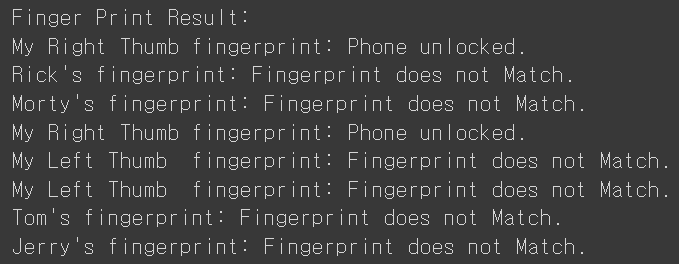 Finger Print Result:
My Right Thumb fingerprint: Phone unlocked.
Rick's fingerprint: Fingerprint does not Match.
Morty's fingerprint: Fingerprint does not Match.
My Right Thumb fingerprint: Phone unlocked.
My Left Thumb  fingerprint: Fingerprint does not Match.
My Left Thumb  fingerprint: Fingerprint does not Match.
Tom's fingerprint: Fingerprint does not Match.
Jerry's fingerprint: Fingerprint does not Match.